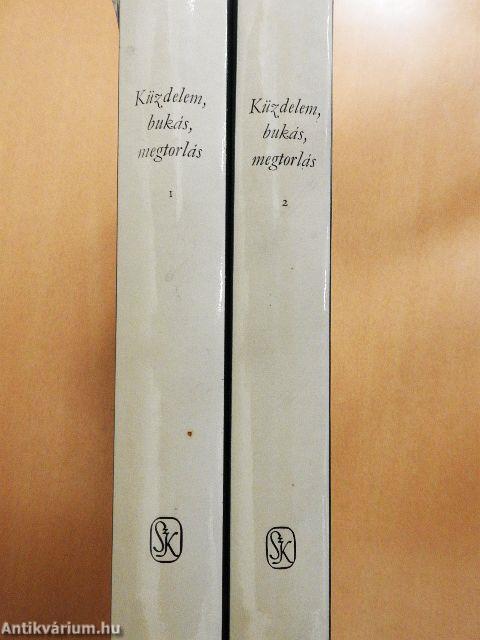 Küzdelem,
bukás,
megtorlás
1
SzK
Küzdelem,
bukás,
megtorlás
2
SzK
Antikvárium.hu